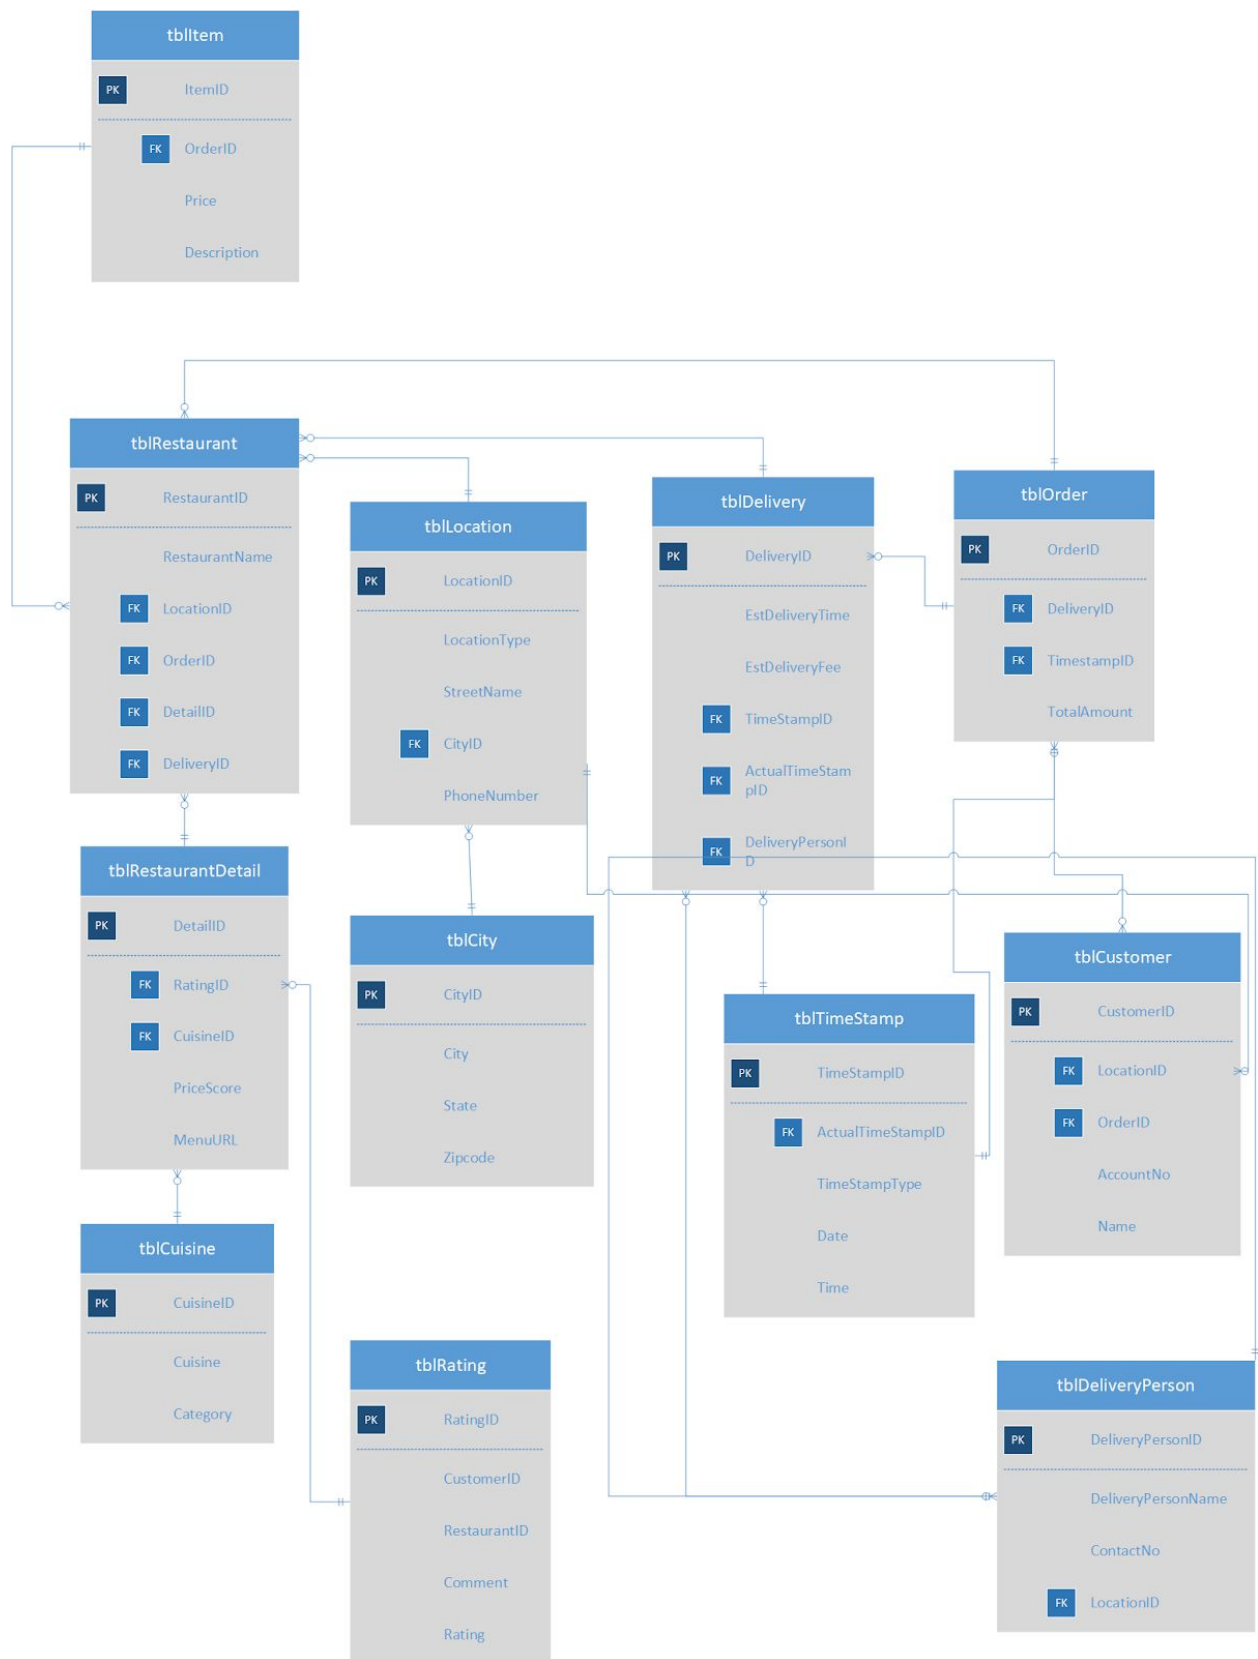 tblItem
PK ItemID
FK OrderID
Price
Description
tblRestaurant
PK RestaurantID
RestaurantName
FK LocationID
FK OrderID
FK DetailID
FK DeliveryID
tblLocation
PK LocationID
LocationType
StreetName
FK CityID
PhoneNumber
tblDelivery
PK DeliveryID
EstDeliveryTime
EstDeliveryFee
FK TimeStampID
FK ActualTimeStam
pID
FK DeliveryPersonI
D
tblOrder
PK OrderID
FK DeliveryID
FK TimestampID
TotalAmount
tblRestaurantDetail
PK DetailID
FK RatingID
FK CuisineID
PriceScore
MenuURL
tblCity
PK CityID
City
State
Zipcode
tblTimeStamp
PK TimeStampID
FK ActualTimeStampID
TimeStampType
Date
Time
tblCustomer
PK CustomerID
FK LocationID
FK OrderID
AccountNo
Name
tblCuisine
PK CuisineID
Cuisine
Category
tblRating
PK RatingID
CustomerID
RestaurantID
Comment
Rating
tblDeliveryPerson
PK DeliveryPersonID
DeliveryPersonName
ContactNo
FK LocationID